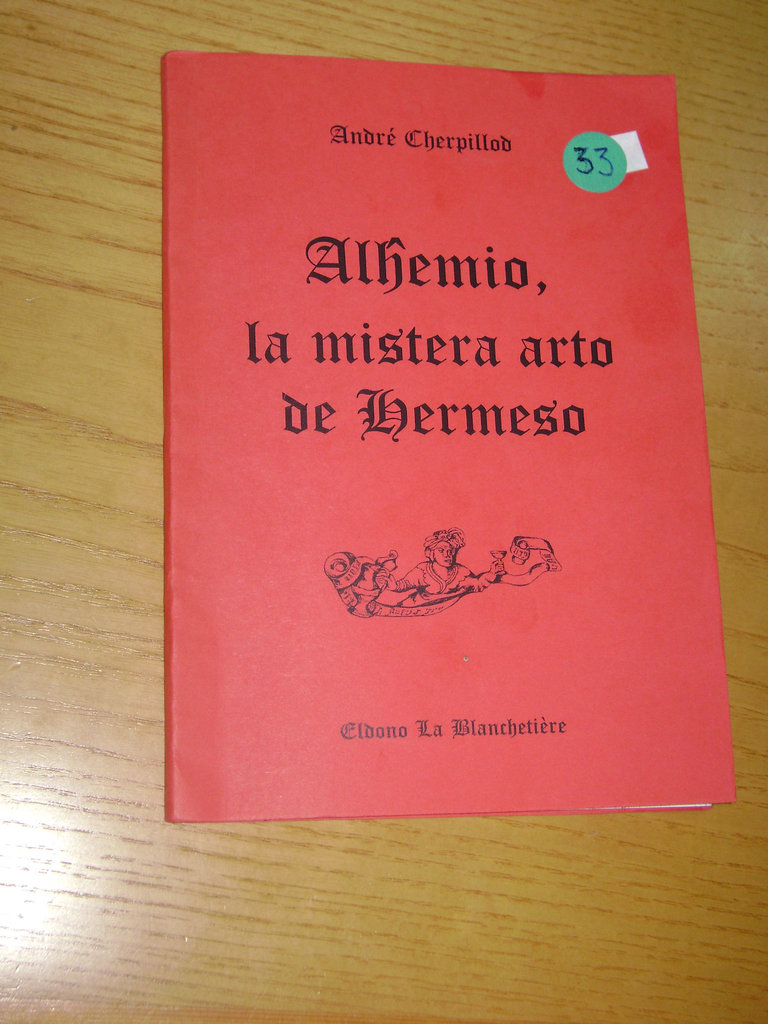 André Cherpillod
33
Alĥemio,
la mistera arto
de Hermeso
Eldono La Blanchetière